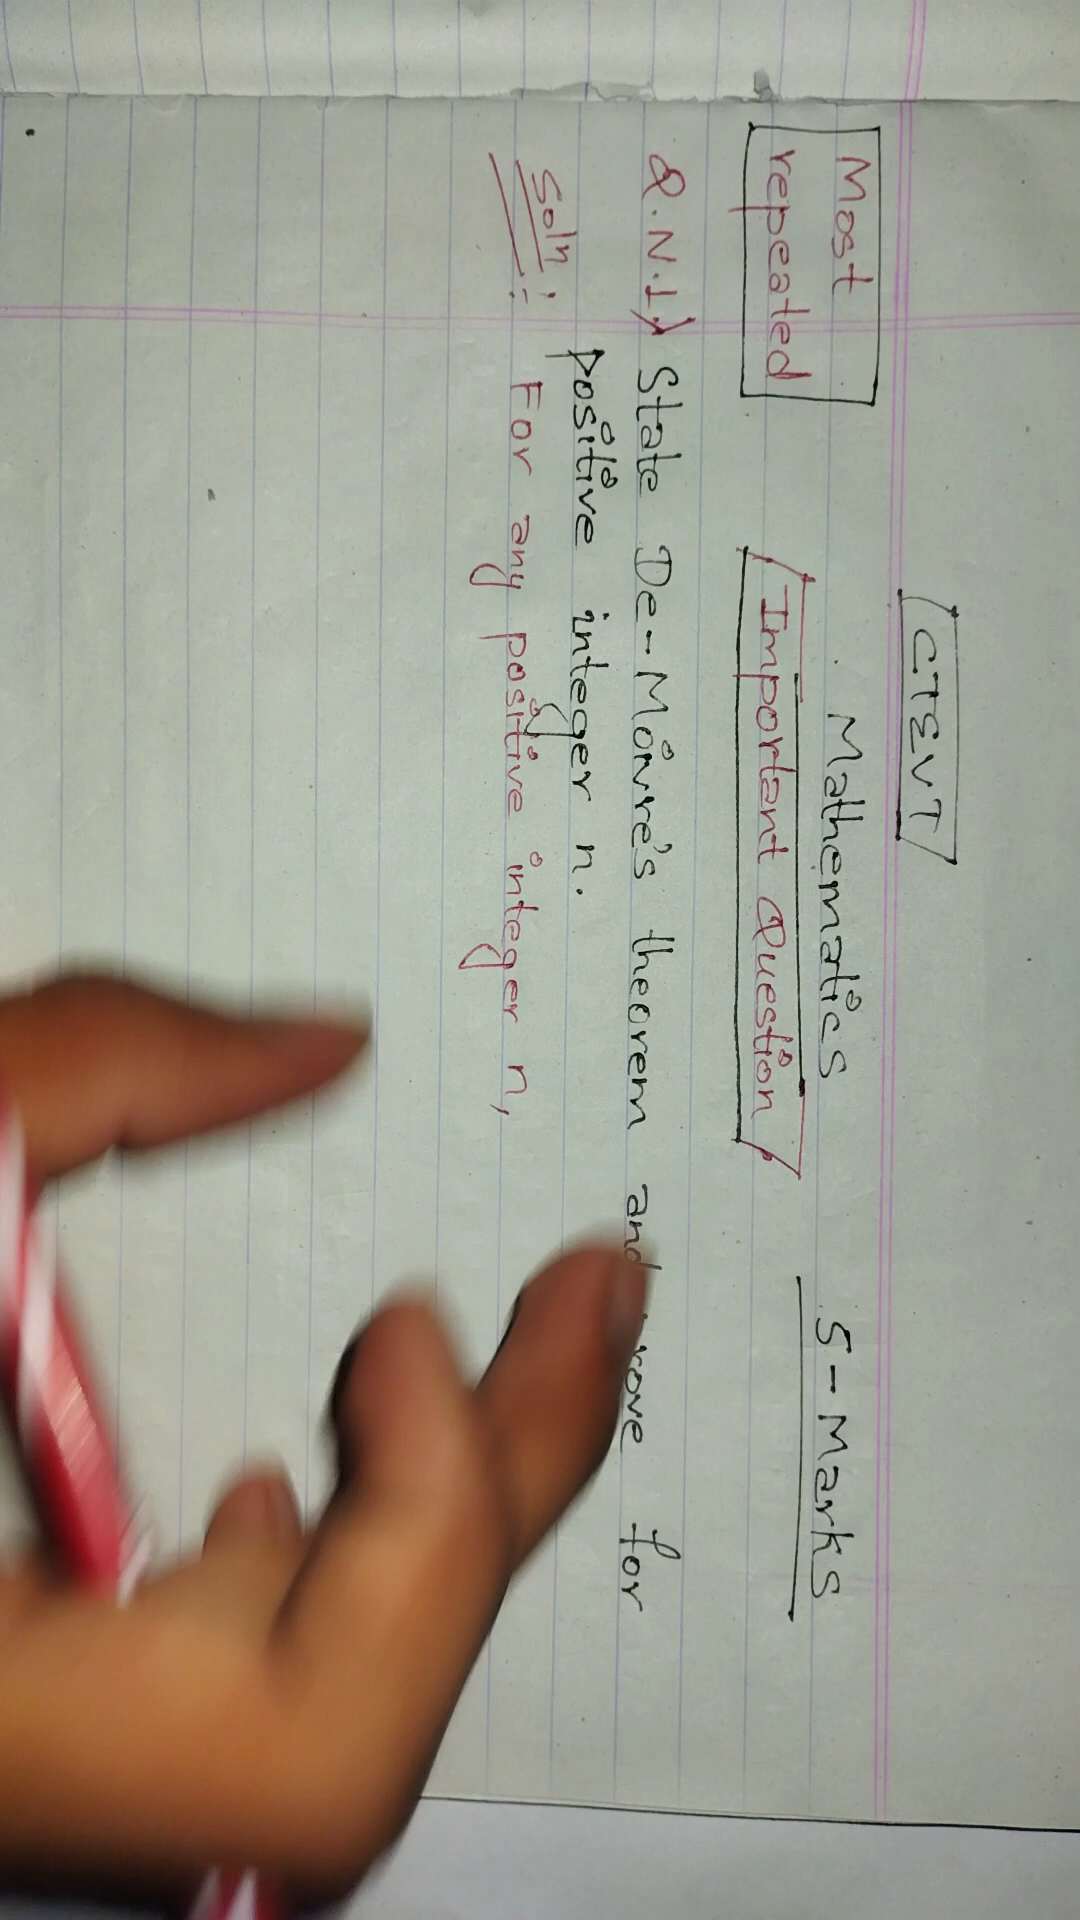 CTEVT
Most repeated
Mathematics
5-Marks
Important Question
Q.N.1) State De-Moivre's theorem and for
positive integer n.
Soln: For any positive integer n,